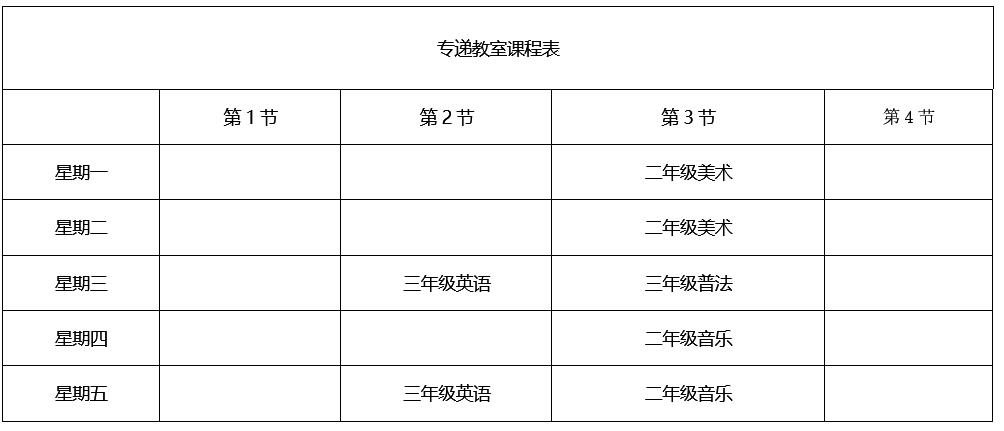 专递教室课程表
第1节 第2节 第3节 第4节
星期一 二年级美术
星期二 二年级美术
星期三 三年级英语 三年级普法
星期四 二年级音乐
星期五 三年级英语 二年级音乐